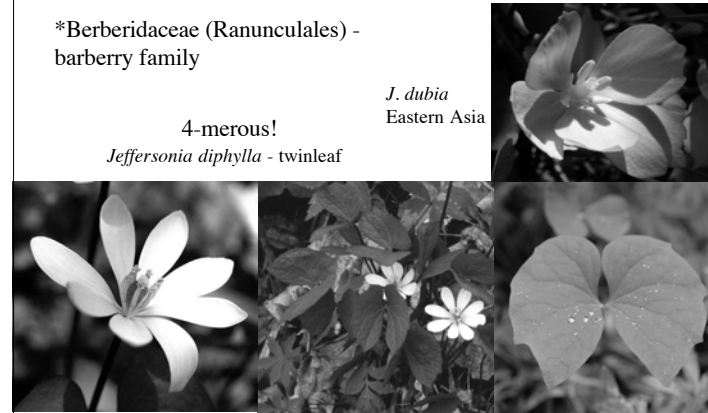 *Berberidaceae (Ranunculales) -
barberry family
J. dubia
Eastern Asia
4-merous!
Jeffersonia diphylla - twinleaf